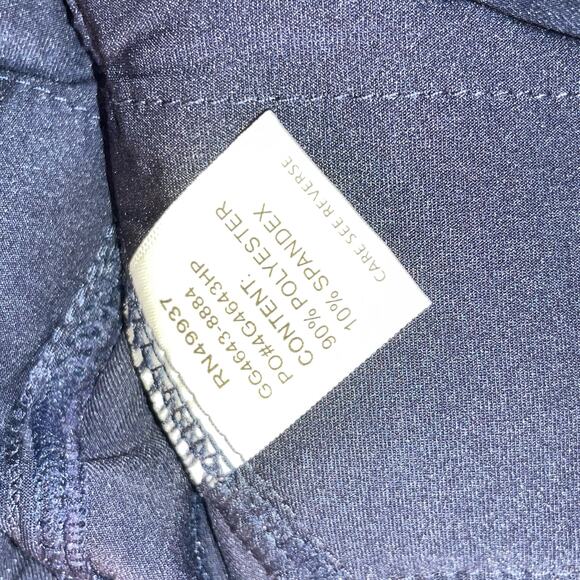 RN49937
GG4643-8884
PO#4G4643HP
CONTENT:
90% POLYESTER
10% SPANDEX
CARE SEE REVERSE